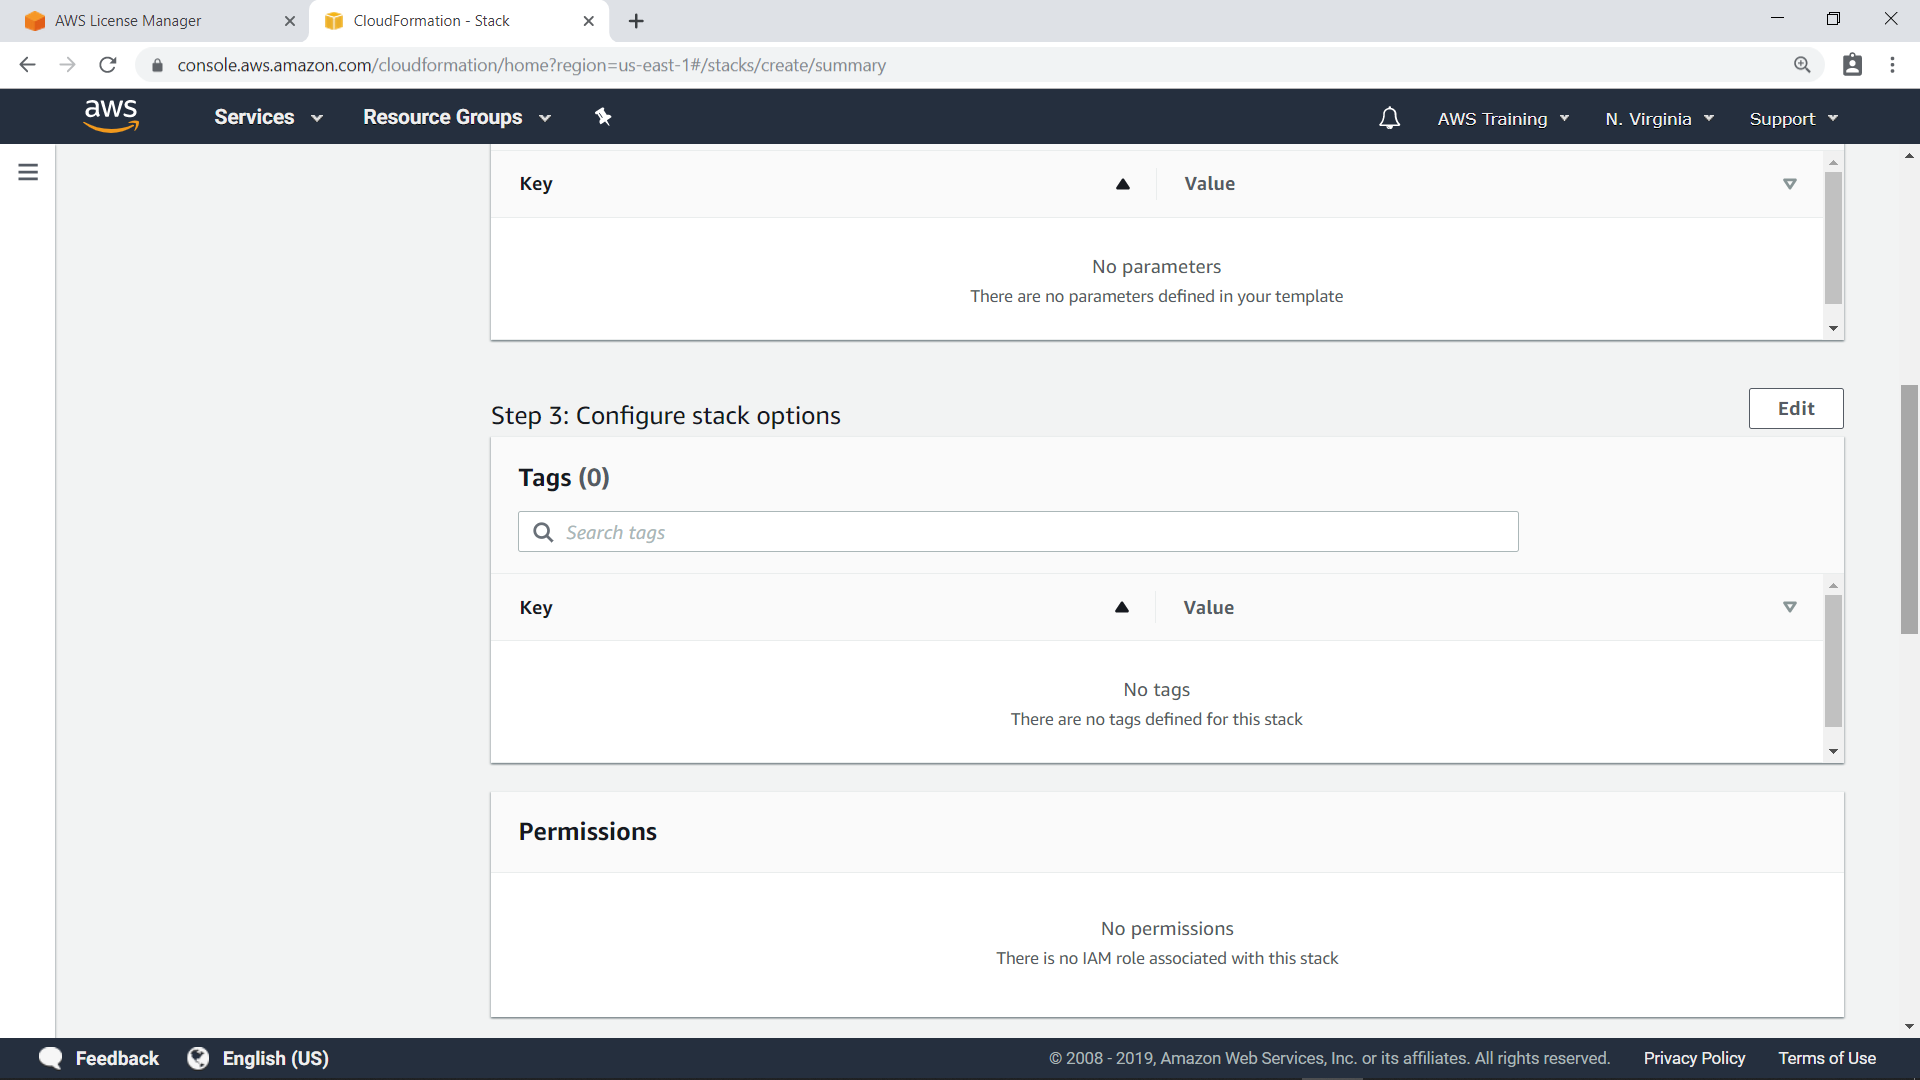 AWS License Manager
CloudFormation - Stack
console.aws.amazon.com/cloudformation/home?region=us-east-1#/stacks/create/summary
aws
Services
Resource Groups
AWS Training
N. Virginia
Support
Key
Value
No parameters
There are no parameters defined in your template
Step 3: Configure stack options
Edit
Tags (0)
Search tags
Key
Value
No tags
There are no tags defined for this stack
Permissions
No permissions
There is no IAM role associated with this stack
Feedback
English (US)
© 2008 - 2019, Amazon Web Services, Inc. or its affiliates. All rights reserved.
Privacy Policy
Terms of Use